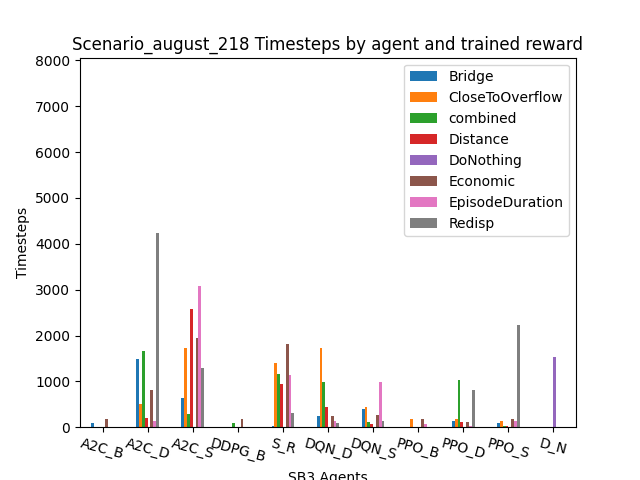 Scenario_august_218 Timesteps by agent and trained reward
8000
7000
6000
5000
4000
3000
2000
1000
0
Timesteps
Bridge
CloseToOverflow
combined
Distance
DoNothing
Economic
EpisodeDuration
Redisp
A2C_B
A2C_D
A2C_S
DDPG_B
S_R
DQN_D
DQN_S
PPO_B
PPO_D
PPO_S
D_N
SB3 Agents